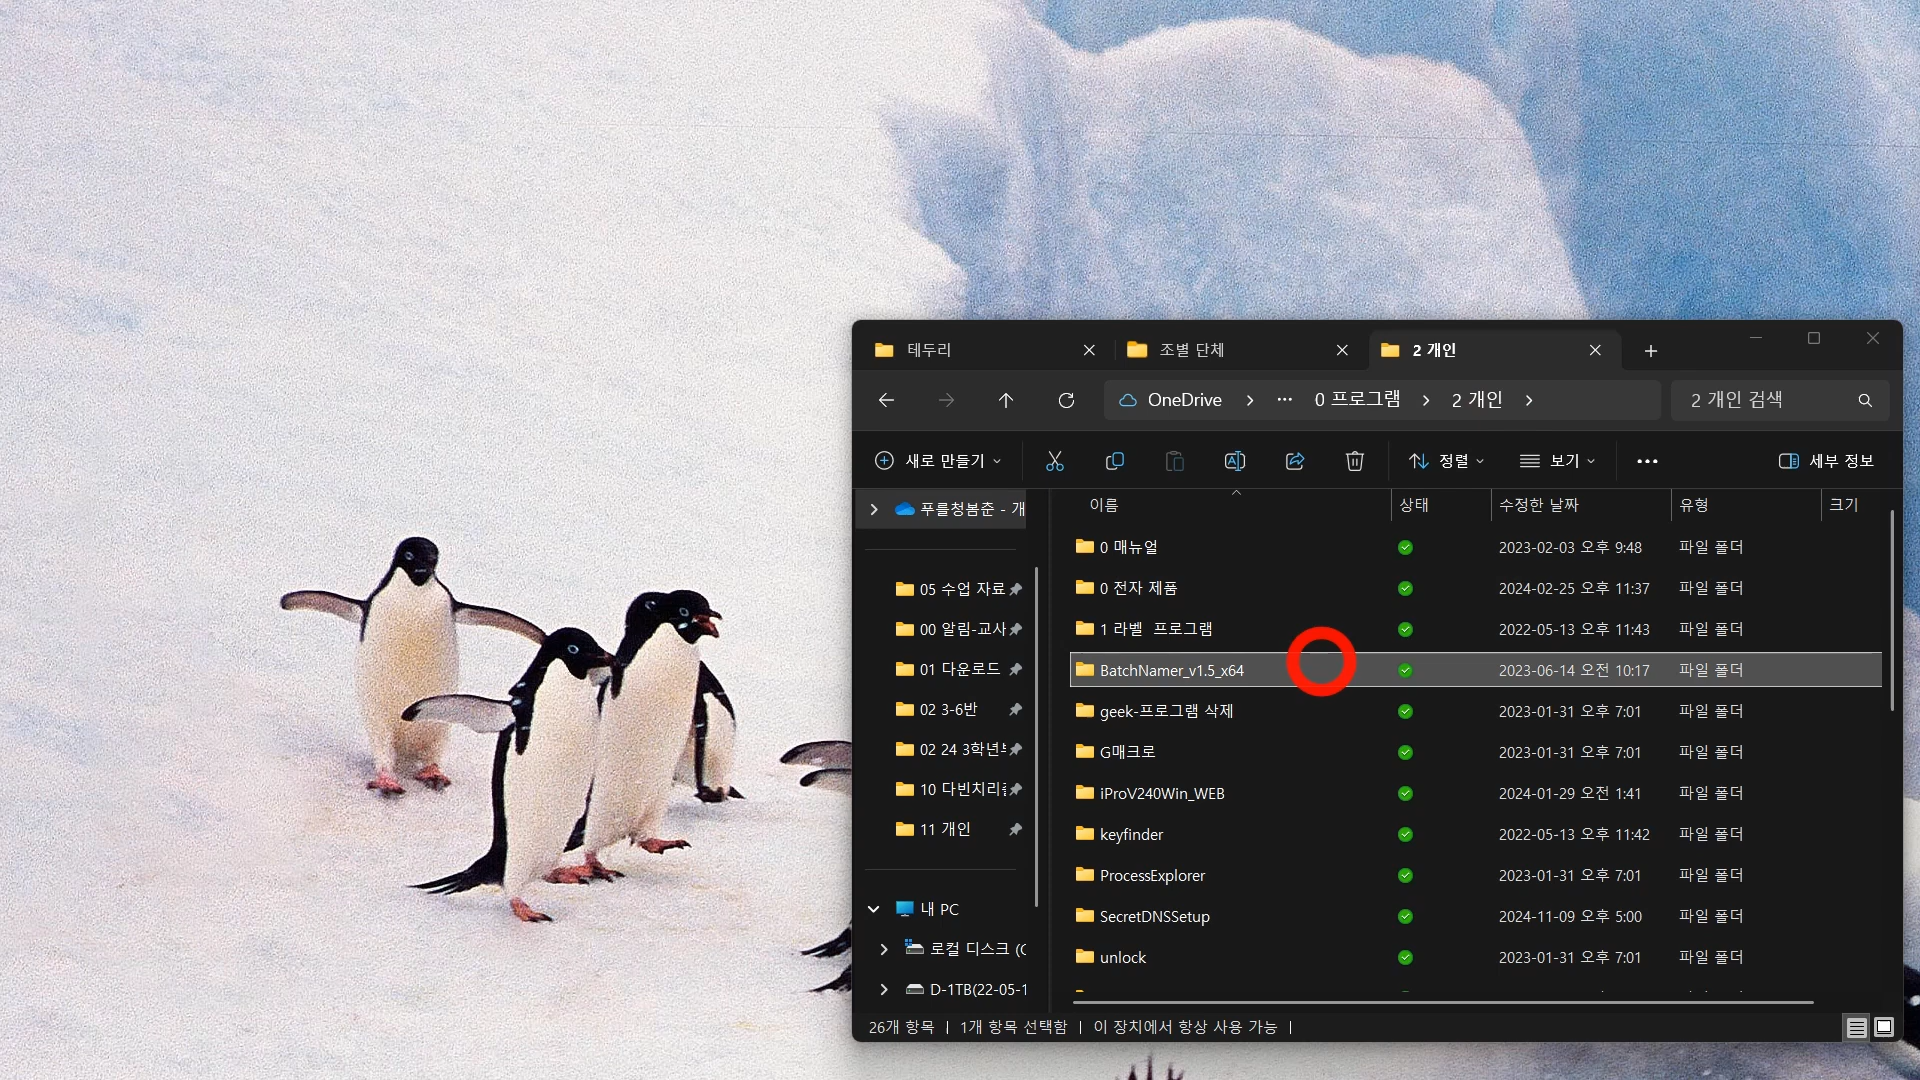 테두리
조별 단체
2 개인
OneDrive > ··· 0 프로그램 > 2 개인 >
2 개인 검색
새로 만들기
정렬
보기
세부 정보
푸를청봄춘 - 개
05 수업 자료
00 알림-교사
01 다운로드
02 3-6반
02 24 3학년
10 다빈치리
11 개인
내 PC
로컬 디스크 (C
D-1TB(22-05-1
이름 상태 수정한 날짜 유형 크기
0 매뉴얼 2023-02-03 오후 9:48 파일 폴더
0 전자 제품 2024-02-25 오후 11:37 파일 폴더
1 라벨 프로그램 2022-05-13 오후 11:43 파일 폴더
BatchNamer_v1.5_x64 2023-06-14 오전 10:17 파일 폴더
geek-프로그램 삭제 2023-01-31 오후 7:01 파일 폴더
G매크로 2023-01-31 오후 7:01 파일 폴더
iProV240Win_WEB 2024-01-29 오전 1:41 파일 폴더
keyfinder 2022-05-13 오후 11:42 파일 폴더
ProcessExplorer 2023-01-31 오후 7:01 파일 폴더
SecretDNSSetup 2024-11-09 오후 5:00 파일 폴더
unlock 2023-01-31 오후 7:01 파일 폴더
26개 항목 | 1개 항목 선택함 | 이 장치에서 항상 사용 가능 |